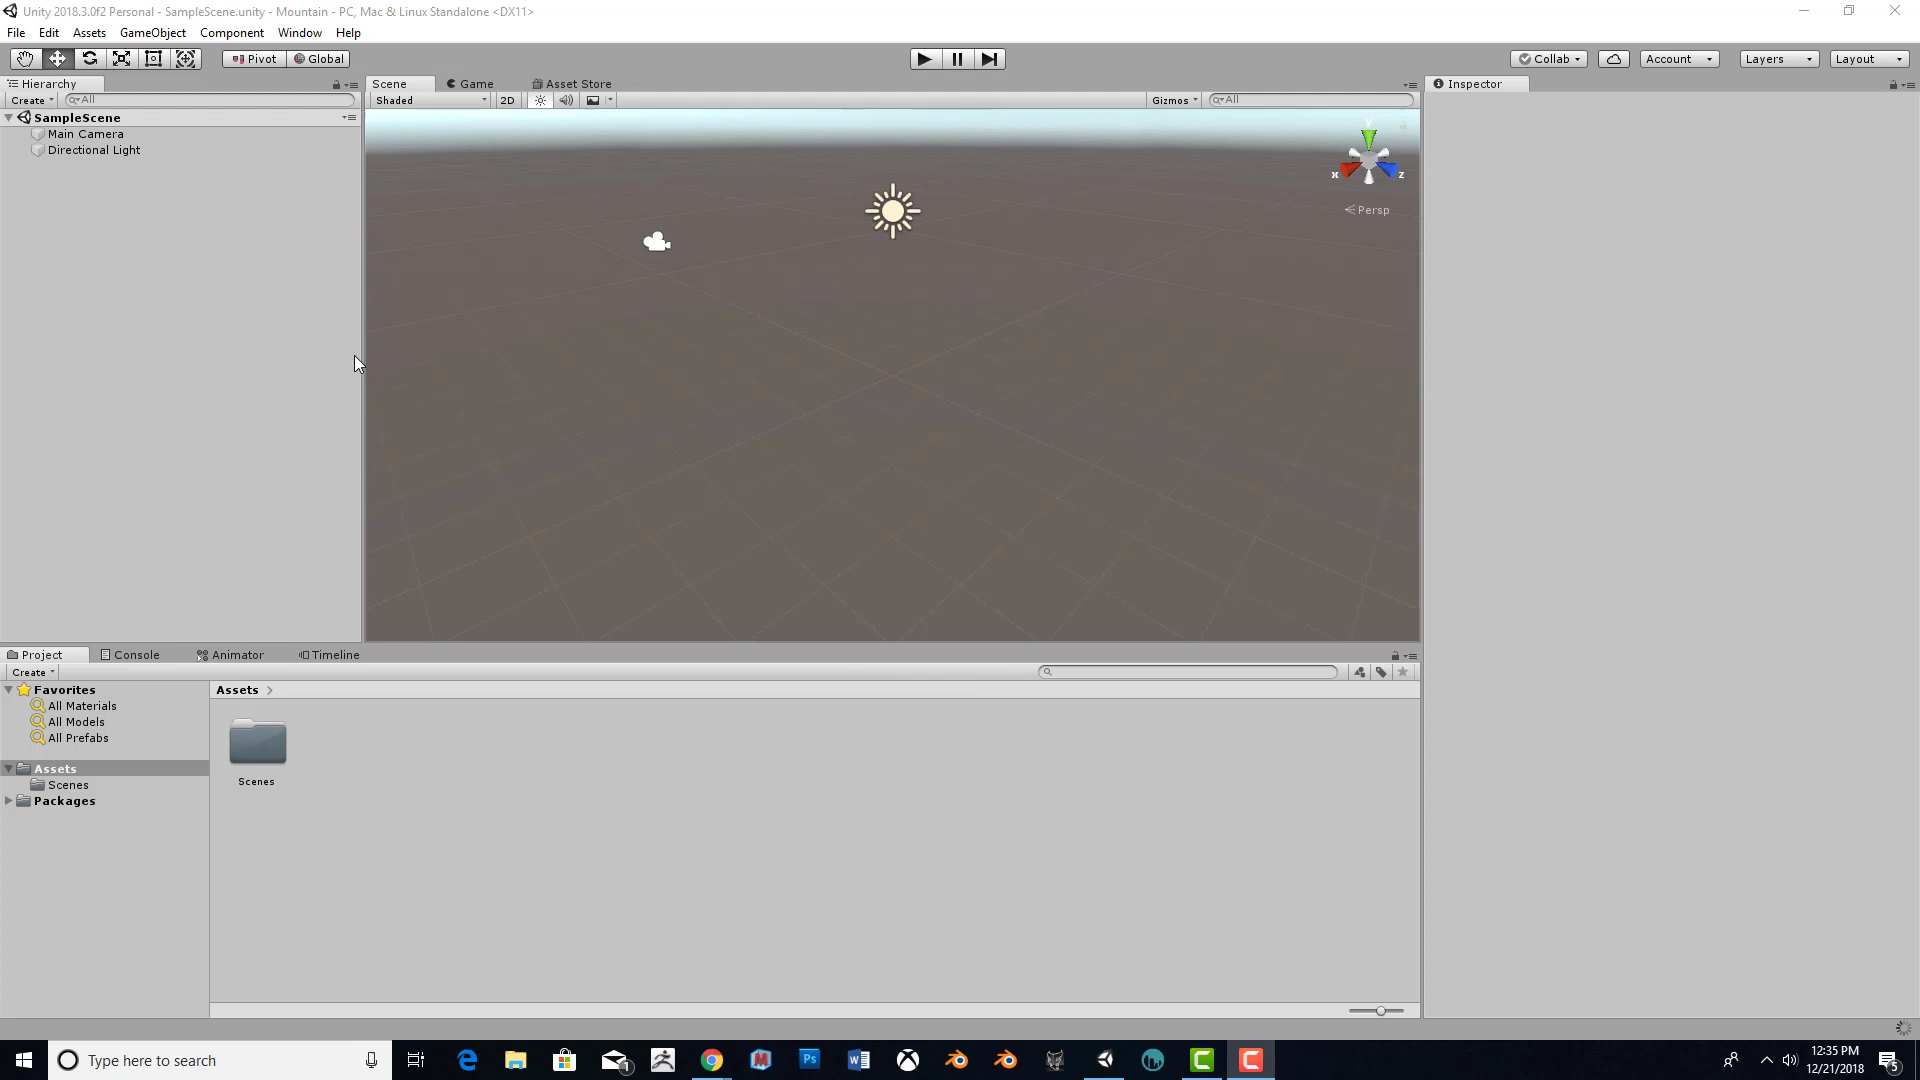 Unity 2018.3.0f2 Personal - SampleScene.unity - Mountain - PC, Mac & Linux Standalone <DX11>
File Edit Assets GameObject Component Window Help
Pivot Global Collab Account Layers Layout
Hierarchy Scene Game Asset Store Inspector
Create All Shaded 2D Gizmos All
SampleScene
Main Camera
Directional Light
y
x z
Persp
Project Console Animator Timeline
Create
Favorites Assets
All Materials
All Models
All Prefabs
Assets
Scenes
Scenes
Packages
Type here to search
Ps
1
12:35 PM
12/21/2018
5